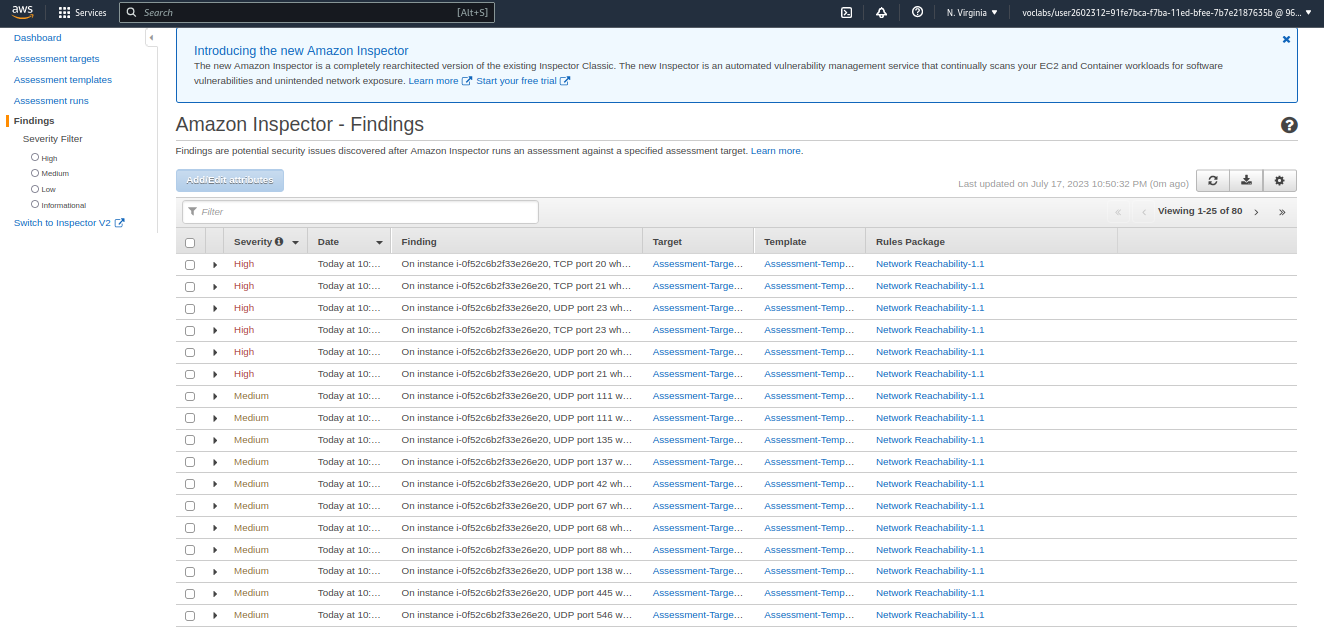 aws Services Search [Alt+S] N. Virginia voclabs/user2602312=91fe7bca-f7ba-11ed-bfee-7b7e2187635b @ 96...
Dashboard
Assessment targets
Assessment templates
Assessment runs
Findings
Severity Filter
High
Medium
Low
Informational
Switch to Inspector V2
Introducing the new Amazon Inspector
The new Amazon Inspector is a completely rearchitected version of the existing Inspector Classic. The new Inspector is an automated vulnerability management service that continually scans your EC2 and Container workloads for software
vulnerabilities and unintended network exposure. Learn more Start your free trial
Amazon Inspector - Findings
Findings are potential security issues discovered after Amazon Inspector runs an assessment against a specified assessment target. Learn more.
Add/Edit attributes
Last updated on July 17, 2023 10:50:32 PM (0m ago)
Filter
« ‹ Viewing 1-25 of 80 › »
Severity Date Finding Target Template Rules Package
High Today at 10:... On instance i-0f52c6b2f33e26e20, TCP port 20 wh... Assessment-Targe... Assessment-Temp... Network Reachability-1.1
High Today at 10:... On instance i-0f52c6b2f33e26e20, TCP port 21 wh... Assessment-Targe... Assessment-Temp... Network Reachability-1.1
High Today at 10:... On instance i-0f52c6b2f33e26e20, UDP port 23 wh... Assessment-Targe... Assessment-Temp... Network Reachability-1.1
High Today at 10:... On instance i-0f52c6b2f33e26e20, TCP port 23 wh... Assessment-Targe... Assessment-Temp... Network Reachability-1.1
High Today at 10:... On instance i-0f52c6b2f33e26e20, UDP port 20 wh... Assessment-Targe... Assessment-Temp... Network Reachability-1.1
High Today at 10:... On instance i-0f52c6b2f33e26e20, UDP port 21 wh... Assessment-Targe... Assessment-Temp... Network Reachability-1.1
Medium Today at 10:... On instance i-0f52c6b2f33e26e20, UDP port 111 w... Assessment-Targe... Assessment-Temp... Network Reachability-1.1
Medium Today at 10:... On instance i-0f52c6b2f33e26e20, UDP port 111 w... Assessment-Targe... Assessment-Temp... Network Reachability-1.1
Medium Today at 10:... On instance i-0f52c6b2f33e26e20, UDP port 135 w... Assessment-Targe... Assessment-Temp... Network Reachability-1.1
Medium Today at 10:... On instance i-0f52c6b2f33e26e20, UDP port 137 w... Assessment-Targe... Assessment-Temp... Network Reachability-1.1
Medium Today at 10:... On instance i-0f52c6b2f33e26e20, UDP port 42 wh... Assessment-Targe... Assessment-Temp... Network Reachability-1.1
Medium Today at 10:... On instance i-0f52c6b2f33e26e20, UDP port 67 wh... Assessment-Targe... Assessment-Temp... Network Reachability-1.1
Medium Today at 10:... On instance i-0f52c6b2f33e26e20, UDP port 68 wh... Assessment-Targe... Assessment-Temp... Network Reachability-1.1
Medium Today at 10:... On instance i-0f52c6b2f33e26e20, UDP port 88 wh... Assessment-Targe... Assessment-Temp... Network Reachability-1.1
Medium Today at 10:... On instance i-0f52c6b2f33e26e20, UDP port 138 w... Assessment-Targe... Assessment-Temp... Network Reachability-1.1
Medium Today at 10:... On instance i-0f52c6b2f33e26e20, UDP port 445 w... Assessment-Targe... Assessment-Temp... Network Reachability-1.1
Medium Today at 10:... On instance i-0f52c6b2f33e26e20, UDP port 546 w... Assessment-Targe... Assessment-Temp... Network Reachability-1.1